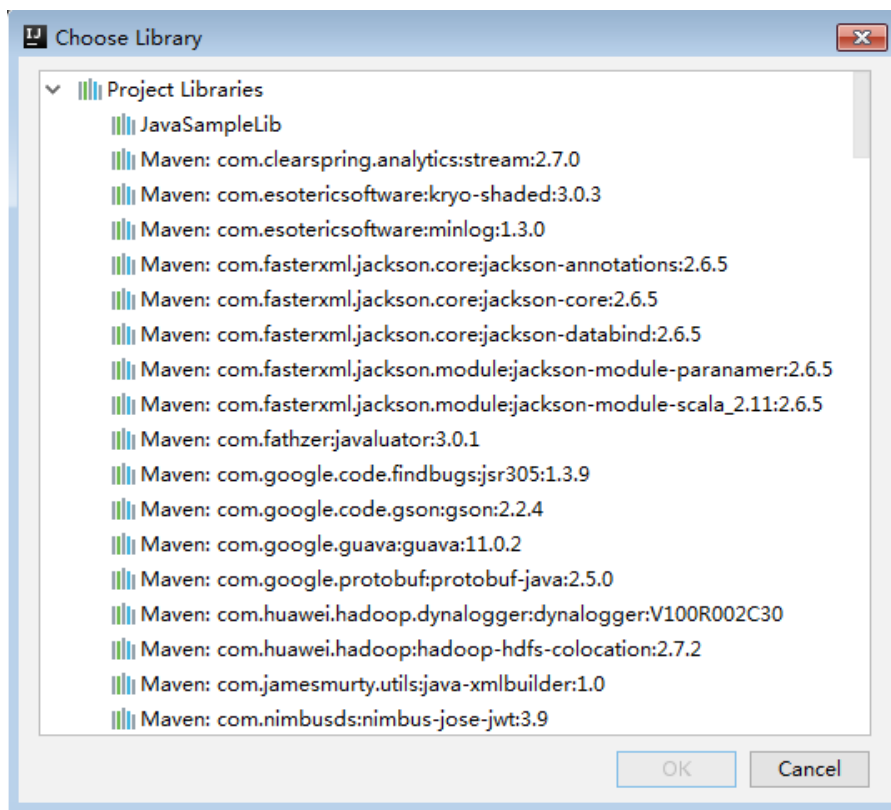 IJ Choose Library
Project Libraries
JavaSampleLib
Maven: com.clearspring.analytics:stream:2.7.0
Maven: com.esotericsoftware:kryo-shaded:3.0.3
Maven: com.esotericsoftware:minlog:1.3.0
Maven: com.fasterxml.jackson.core:jackson-annotations:2.6.5
Maven: com.fasterxml.jackson.core:jackson-core:2.6.5
Maven: com.fasterxml.jackson.core:jackson-databind:2.6.5
Maven: com.fasterxml.jackson.module:jackson-module-paranamer:2.6.5
Maven: com.fasterxml.jackson.module:jackson-module-scala_2.11:2.6.5
Maven: com.fathzer:javaluator:3.0.1
Maven: com.google.code.findbugs:jsr305:1.3.9
Maven: com.google.code.gson:gson:2.2.4
Maven: com.google.guava:guava:11.0.2
Maven: com.google.protobuf:protobuf-java:2.5.0
Maven: com.huawei.hadoop.dynalogger:dynalogger:V100R002C30
Maven: com.huawei.hadoop:hadoop-hdfs-colocation:2.7.2
Maven: com.jamesmurty.utils:java-xmlbuilder:1.0
Maven: com.nimbusds:nimbus-jose-jwt:3.9
OK Cancel